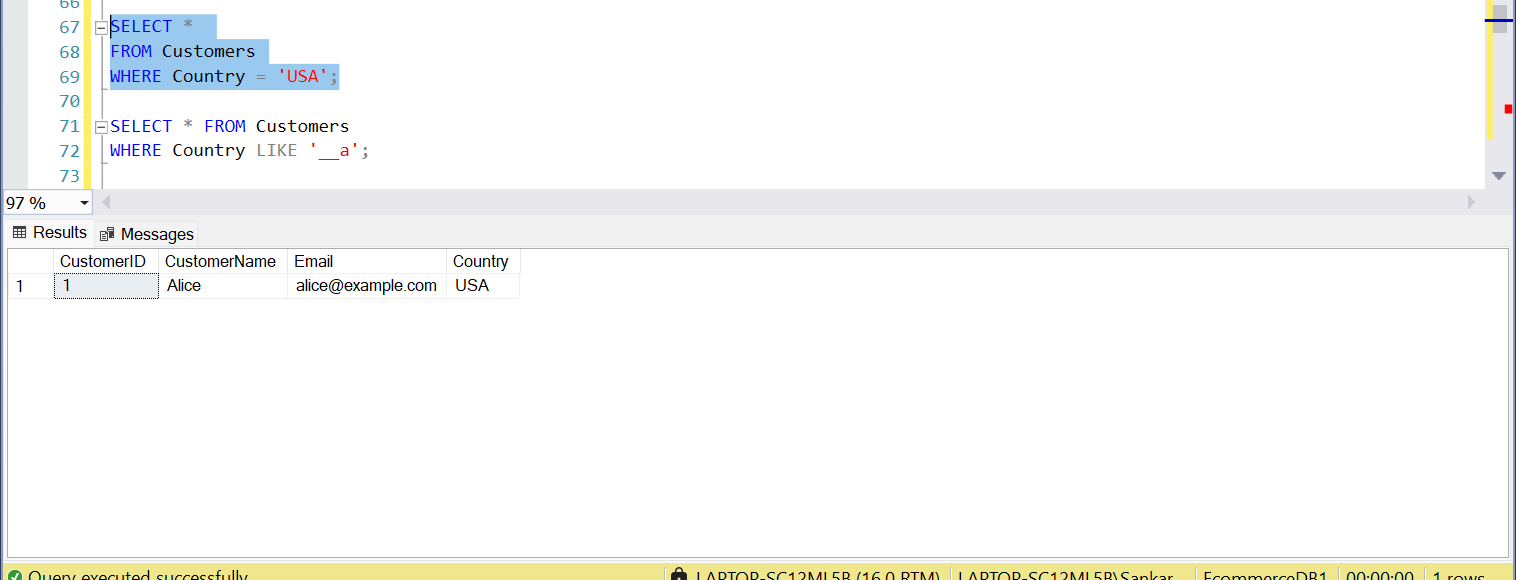 66
67 SELECT *
68 FROM Customers
69 WHERE Country = 'USA';
70
71 SELECT * FROM Customers
72 WHERE Country LIKE '__a';
73
97 %
Results Messages
CustomerID CustomerName Email Country
1 1 Alice alice@example.com USA
Query executed successfully LAPTOP-SC12ML5B (16.0 RTM) LAPTOP-SC12ML5B\Sankar EcommerceDB1 00:00:00 1 rows